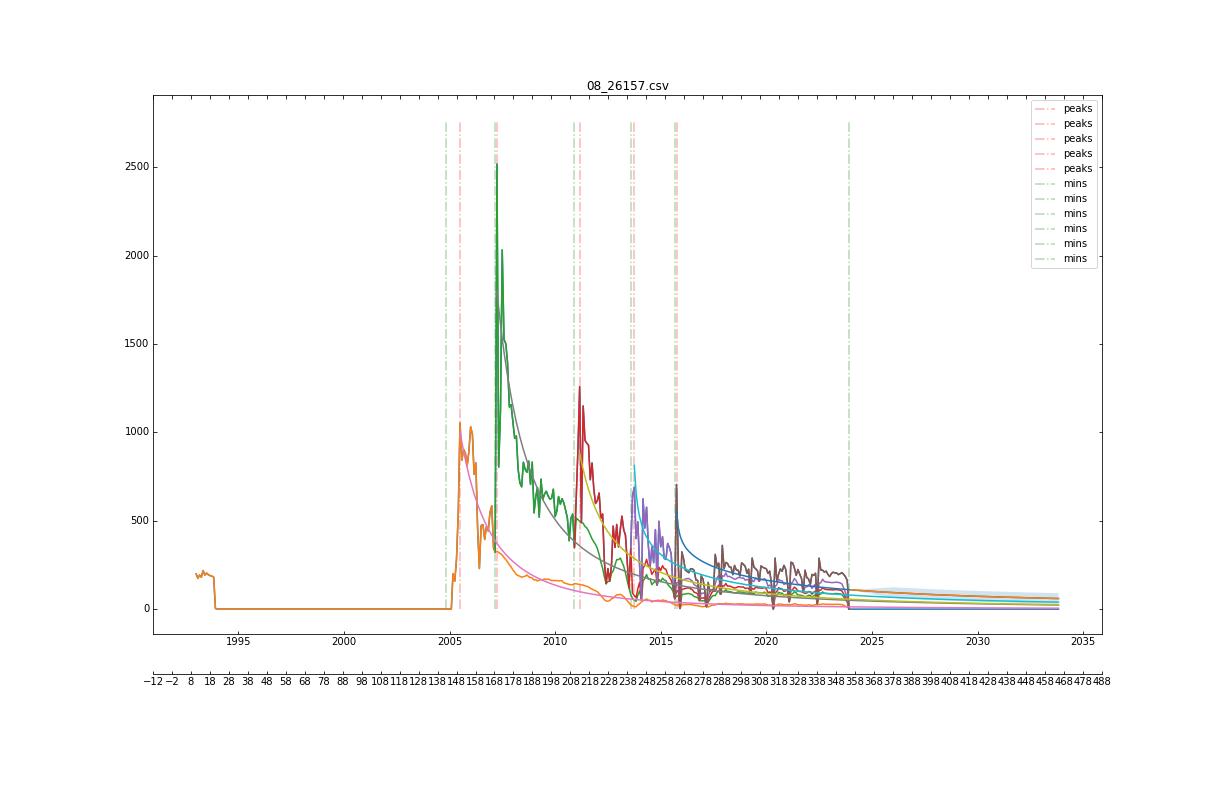 08_26157.csv
peaks
peaks
peaks
peaks
peaks
mins
mins
mins
mins
mins
mins
2500
2000
1500
1000
500
0
1995 2000 2005 2010 2015 2020 2025 2030 2035
−12 −2 8 18 28 38 48 58 68 78 88 98 108 118 128 138 148 158 168 178 188 198 208 218 228 238 248 258 268 278 288 298 308 318 328 338 348 358 368 378 388 398 408 418 428 438 448 458 468 478 488